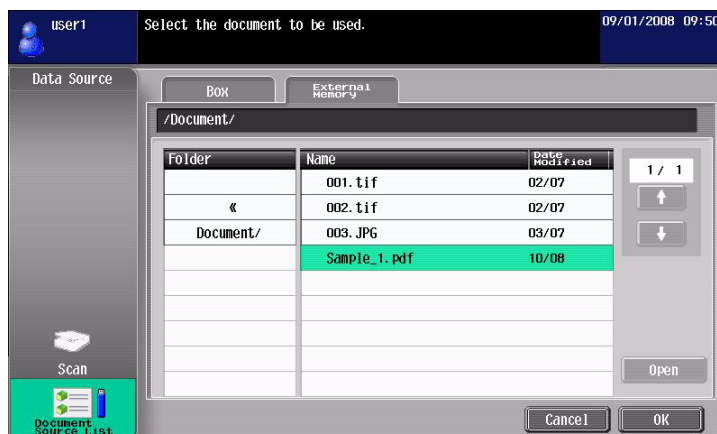 user1
Select the document to be used.
09/01/2008 09:50
Data Source
Box
External Memory
/Document/
Folder Name Date Modified
1/ 1
001.tif 02/07
« 002.tif 02/07
Document/ 003.JPG 03/07
Sample_1.pdf 10/08
Scan
Open
Document Source List
Cancel OK